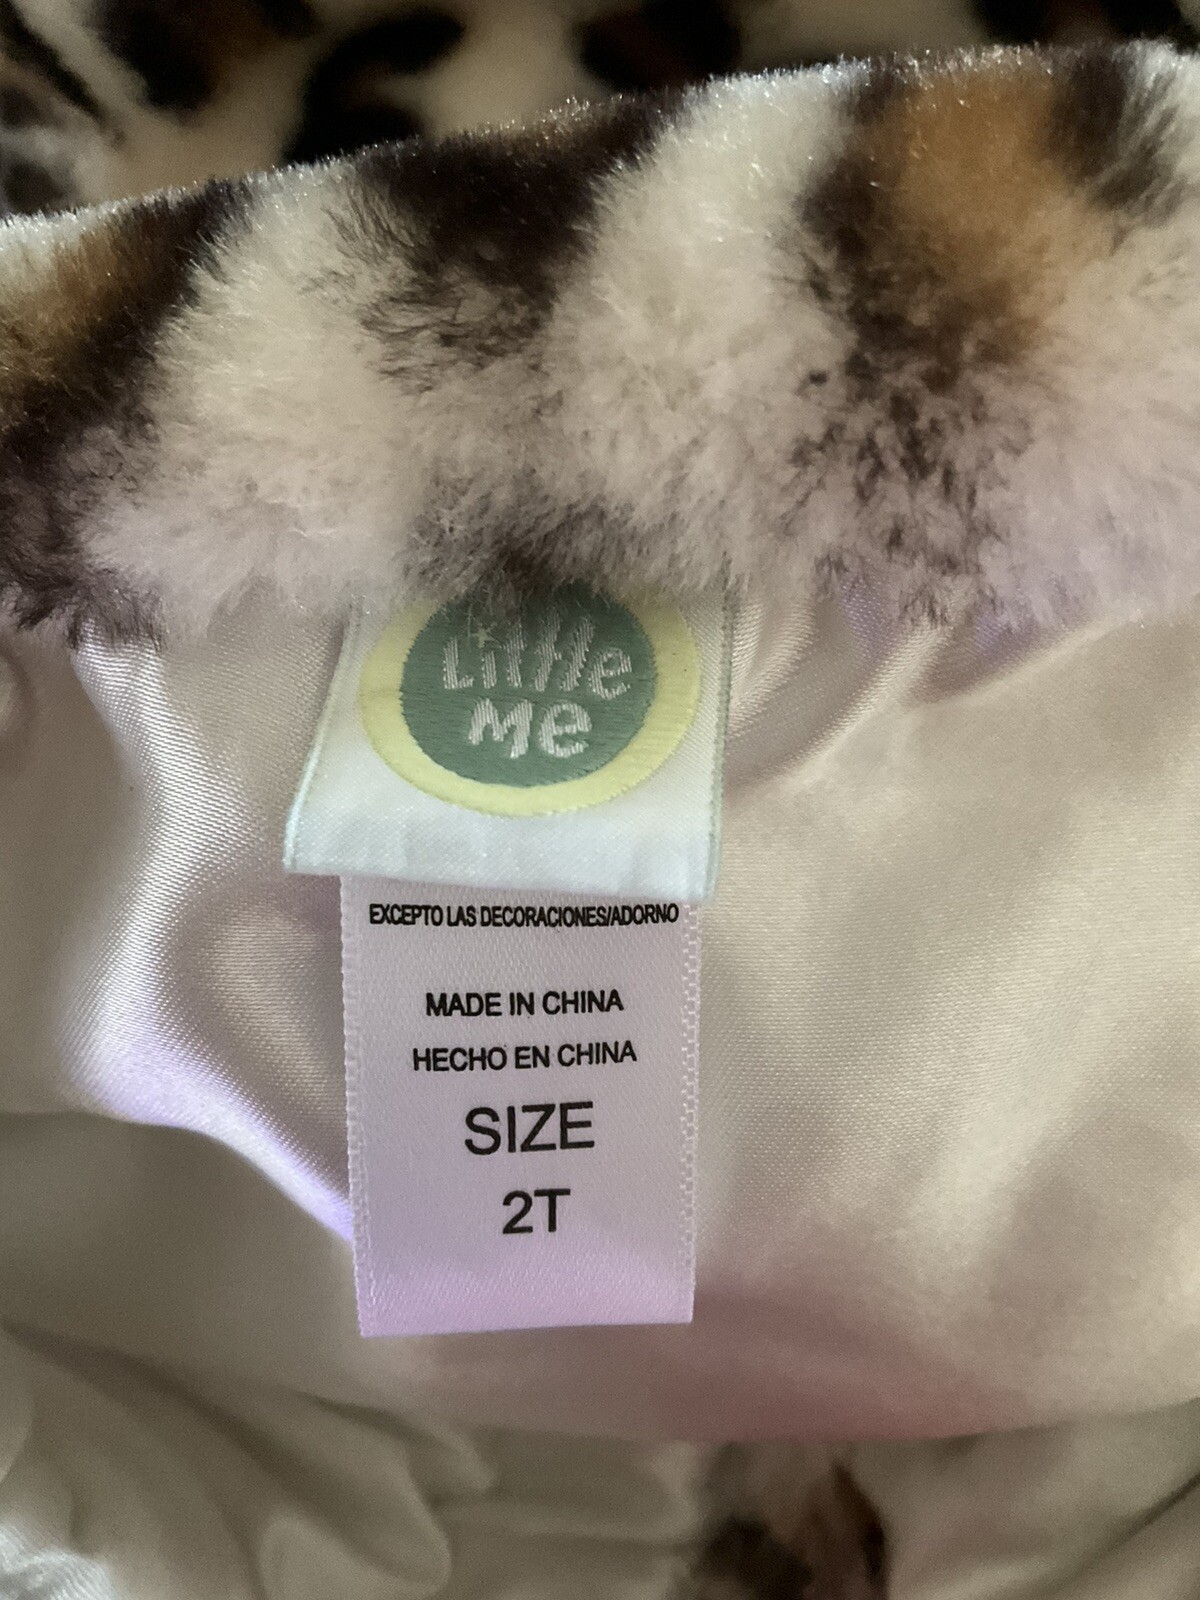 Little
Me
EXCEPTO LAS DECORACIONES/ADORNO
MADE IN CHINA
HECHO EN CHINA
SIZE
2T